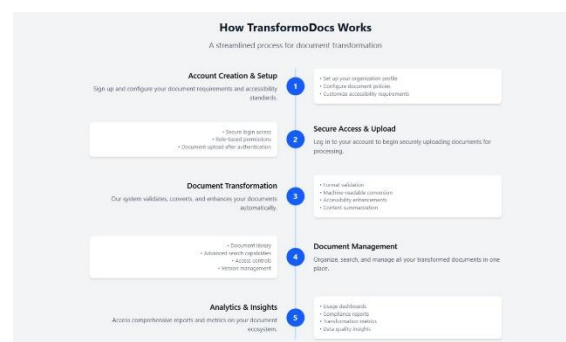 How TransformoDocs Works
A streamlined process for document transformation
Account Creation & Setup
Sign up and configure your document requirements and accessibility
standards.
1
• Set up your organization profile
• Configure document policies
• Customize accessibility requirements
• Secure login access
• Role-based permissions
• Document upload after authentication
2
Secure Access & Upload
Log in to your account to begin securely uploading documents for
processing.
Document Transformation
Our system validates, converts, and enhances your documents
automatically.
3
• Format validation
• Machine-readable conversion
• Accessibility enhancements
• Content summarization
• Document library
• Advanced search capabilities
• Access controls
• Version management
4
Document Management
Organize, search, and manage all your transformed documents in one
place.
Analytics & Insights
Access comprehensive reports and metrics on your document
ecosystem.
5
• Usage dashboards
• Compliance reports
• Transformation metrics
• Data quality insights